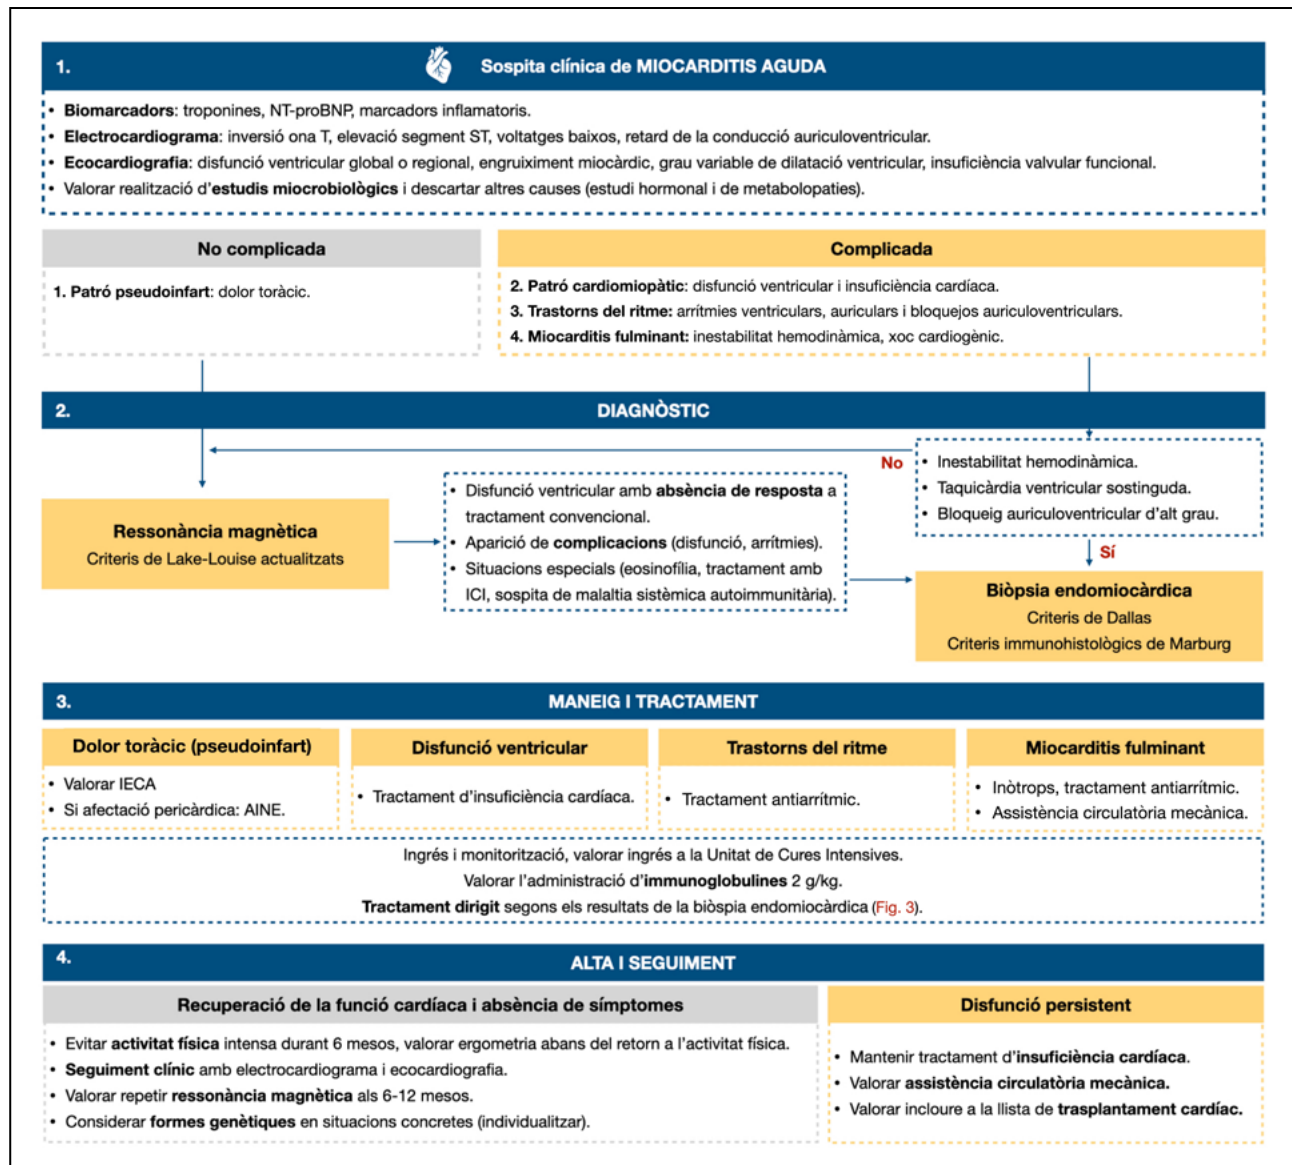 1.
Sospita clínica de MIOCARDITIS AGUDA
• Biomarcadors: troponines, NT-proBNP, marcadors inflamatoris.
• Electrocardiograma: inversió ona T, elevació segment ST, voltatges baixos, retard de la conducció auriculoventricular.
• Ecocardiografia: disfunció ventricular global o regional, engruiximent miocàrdic, grau variable de dilatació ventricular, insuficiència valvular funcional.
• Valorar realització d'estudis miocrobiològics i descartar altres causes (estudi hormonal i de metabolopaties).
No complicada
1. Patró pseudoinfart: dolor toràcic.
Complicada
2. Patró cardiomiopàtic: disfunció ventricular i insuficiència cardíaca.
3. Trastorns del ritme: arrítmies ventriculars, auriculars i bloquejos auriculoventriculars.
4. Miocarditis fulminant: inestabilitat hemodinàmica, xoc cardiogènic.
2.
DIAGNÒSTIC
No
• Inestabilitat hemodinàmica.
• Taquicàrdia ventricular sostinguda.
• Bloqueig auriculoventricular d'alt grau.
Sí
Ressonància magnètica
Criteris de Lake-Louise actualitzats
• Disfunció ventricular amb absència de resposta a
tractament convencional.
• Aparició de complicacions (disfunció, arrítmies).
• Situacions especials (eosinofília, tractament amb
ICI, sospita de malaltia sistèmica autoimmunitària).
Biòpsia endomiocàrdica
Criteris de Dallas
Criteris immunohistològics de Marburg
3.
MANEIG I TRACTAMENT
Dolor toràcic (pseudoinfart)
• Valorar IECA
• Si afectació pericàrdica: AINE.
Disfunció ventricular
• Tractament d'insuficiència cardíaca.
Trastorns del ritme
• Tractament antiarrítmic.
Miocarditis fulminant
• Inòtrops, tractament antiarrítmic.
• Assistència circulatòria mecànica.
Ingrés i monitorització, valorar ingrés a la Unitat de Cures Intensives.
Valorar l'administració d'immunoglobulines 2 g/kg.
Tractament dirigit segons els resultats de la biòspia endomiocàrdica (Fig. 3).
4.
ALTA I SEGUIMENT
Recuperació de la funció cardíaca i absència de símptomes
• Evitar activitat física intensa durant 6 mesos, valorar ergometria abans del retorn a l'activitat física.
• Seguiment clínic amb electrocardiograma i ecocardiografia.
• Valorar repetir ressonància magnètica als 6-12 mesos.
• Considerar formes genètiques en situacions concretes (individualitzar).
Disfunció persistent
• Mantenir tractament d'insuficiència cardíaca.
• Valorar assistència circulatòria mecànica.
• Valorar incloure a la llista de trasplantament cardíac.